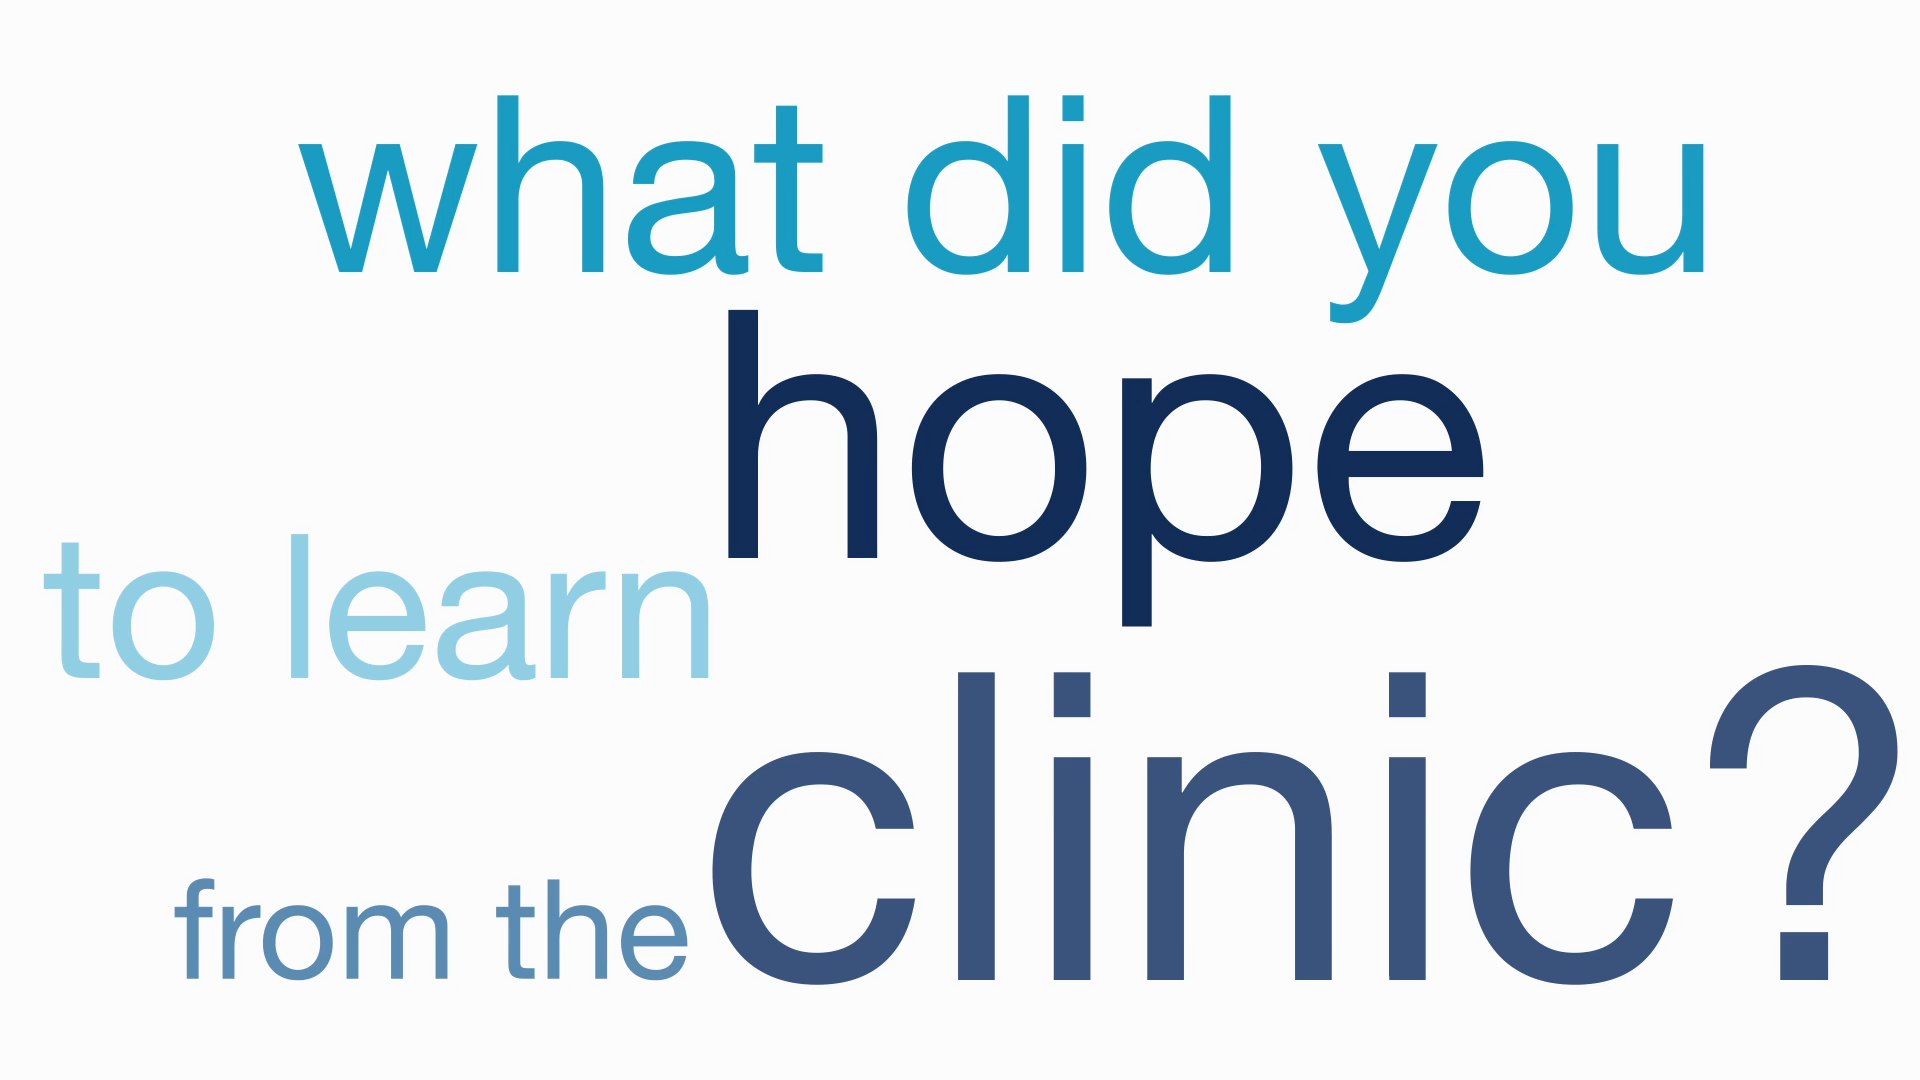 what did you
hope
to learn
from the clinic?